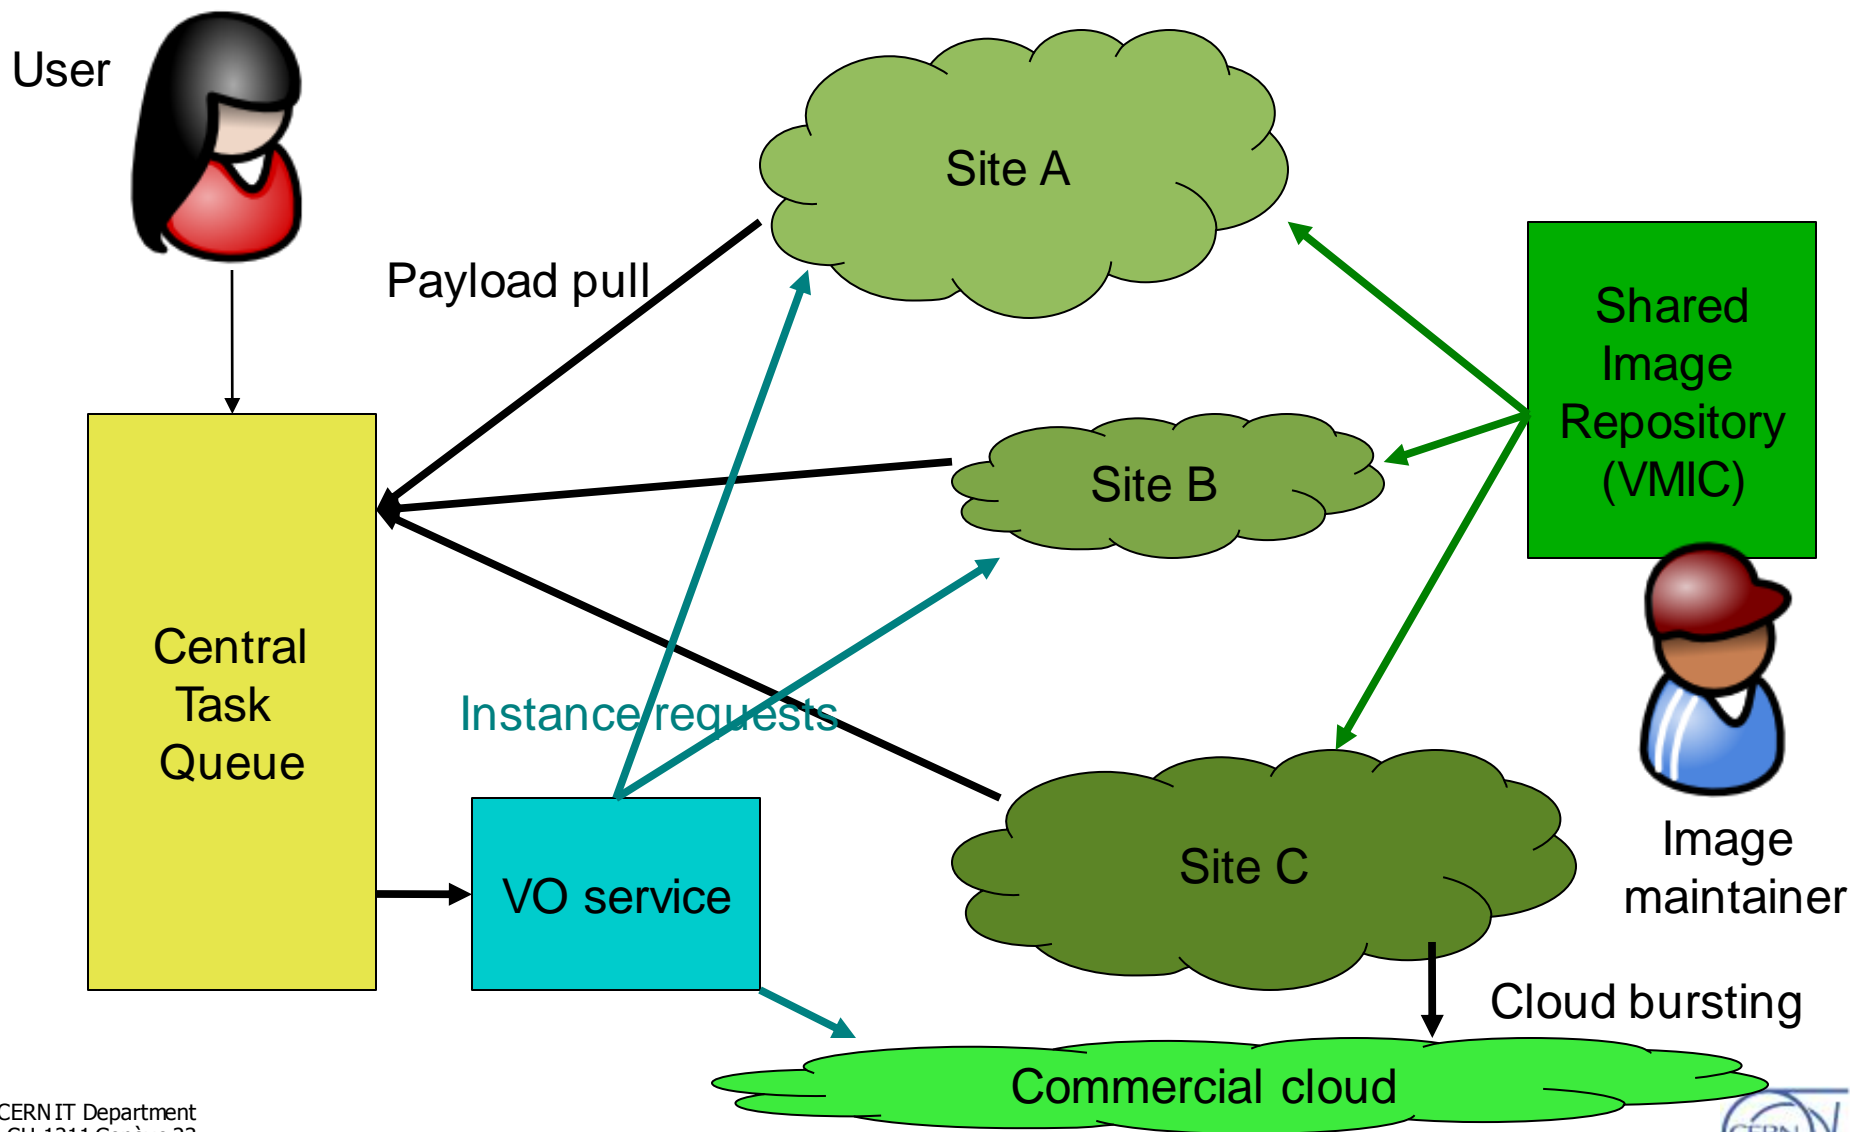 User
Site A
Payload pull
Shared
Image
Repository
(VMIC)
Site B
Central
Task
Queue
Instance requests
VO service
Site C
Image
maintainer
Cloud bursting
Commercial cloud
CERN IT Department
CERN